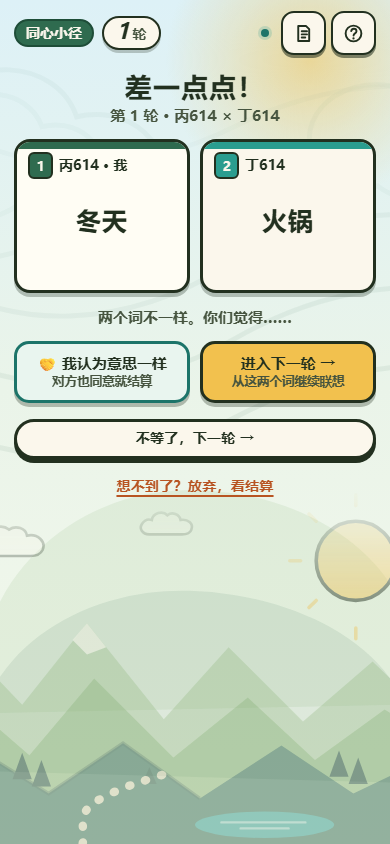 同心小径
1轮
差一点点！
第 1 轮 · 丙614 × 丁614
1 丙614 · 我
冬天
2 丁614
火锅
两个词不一样。你们觉得……
🤝 我认为意思一样
对方也同意就结算
进入下一轮 →
从这两个词继续联想
不等了，下一轮 →
想不到了？放弃，看结算